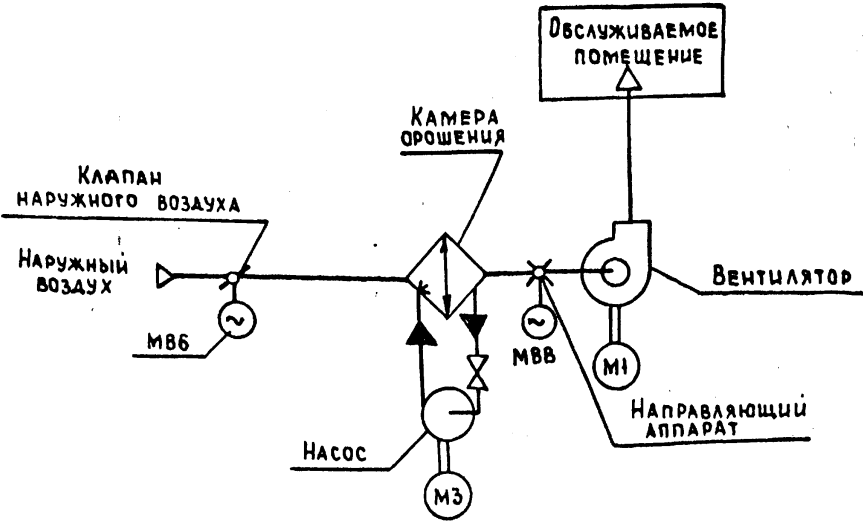 Обслуживаемое
помещение
Камера
орошения
Клапан
наружного воздуха
Наружный
воздух
Вентилятор
МВ6
МВВ
М1
Направляющий
аппарат
Насос
М3